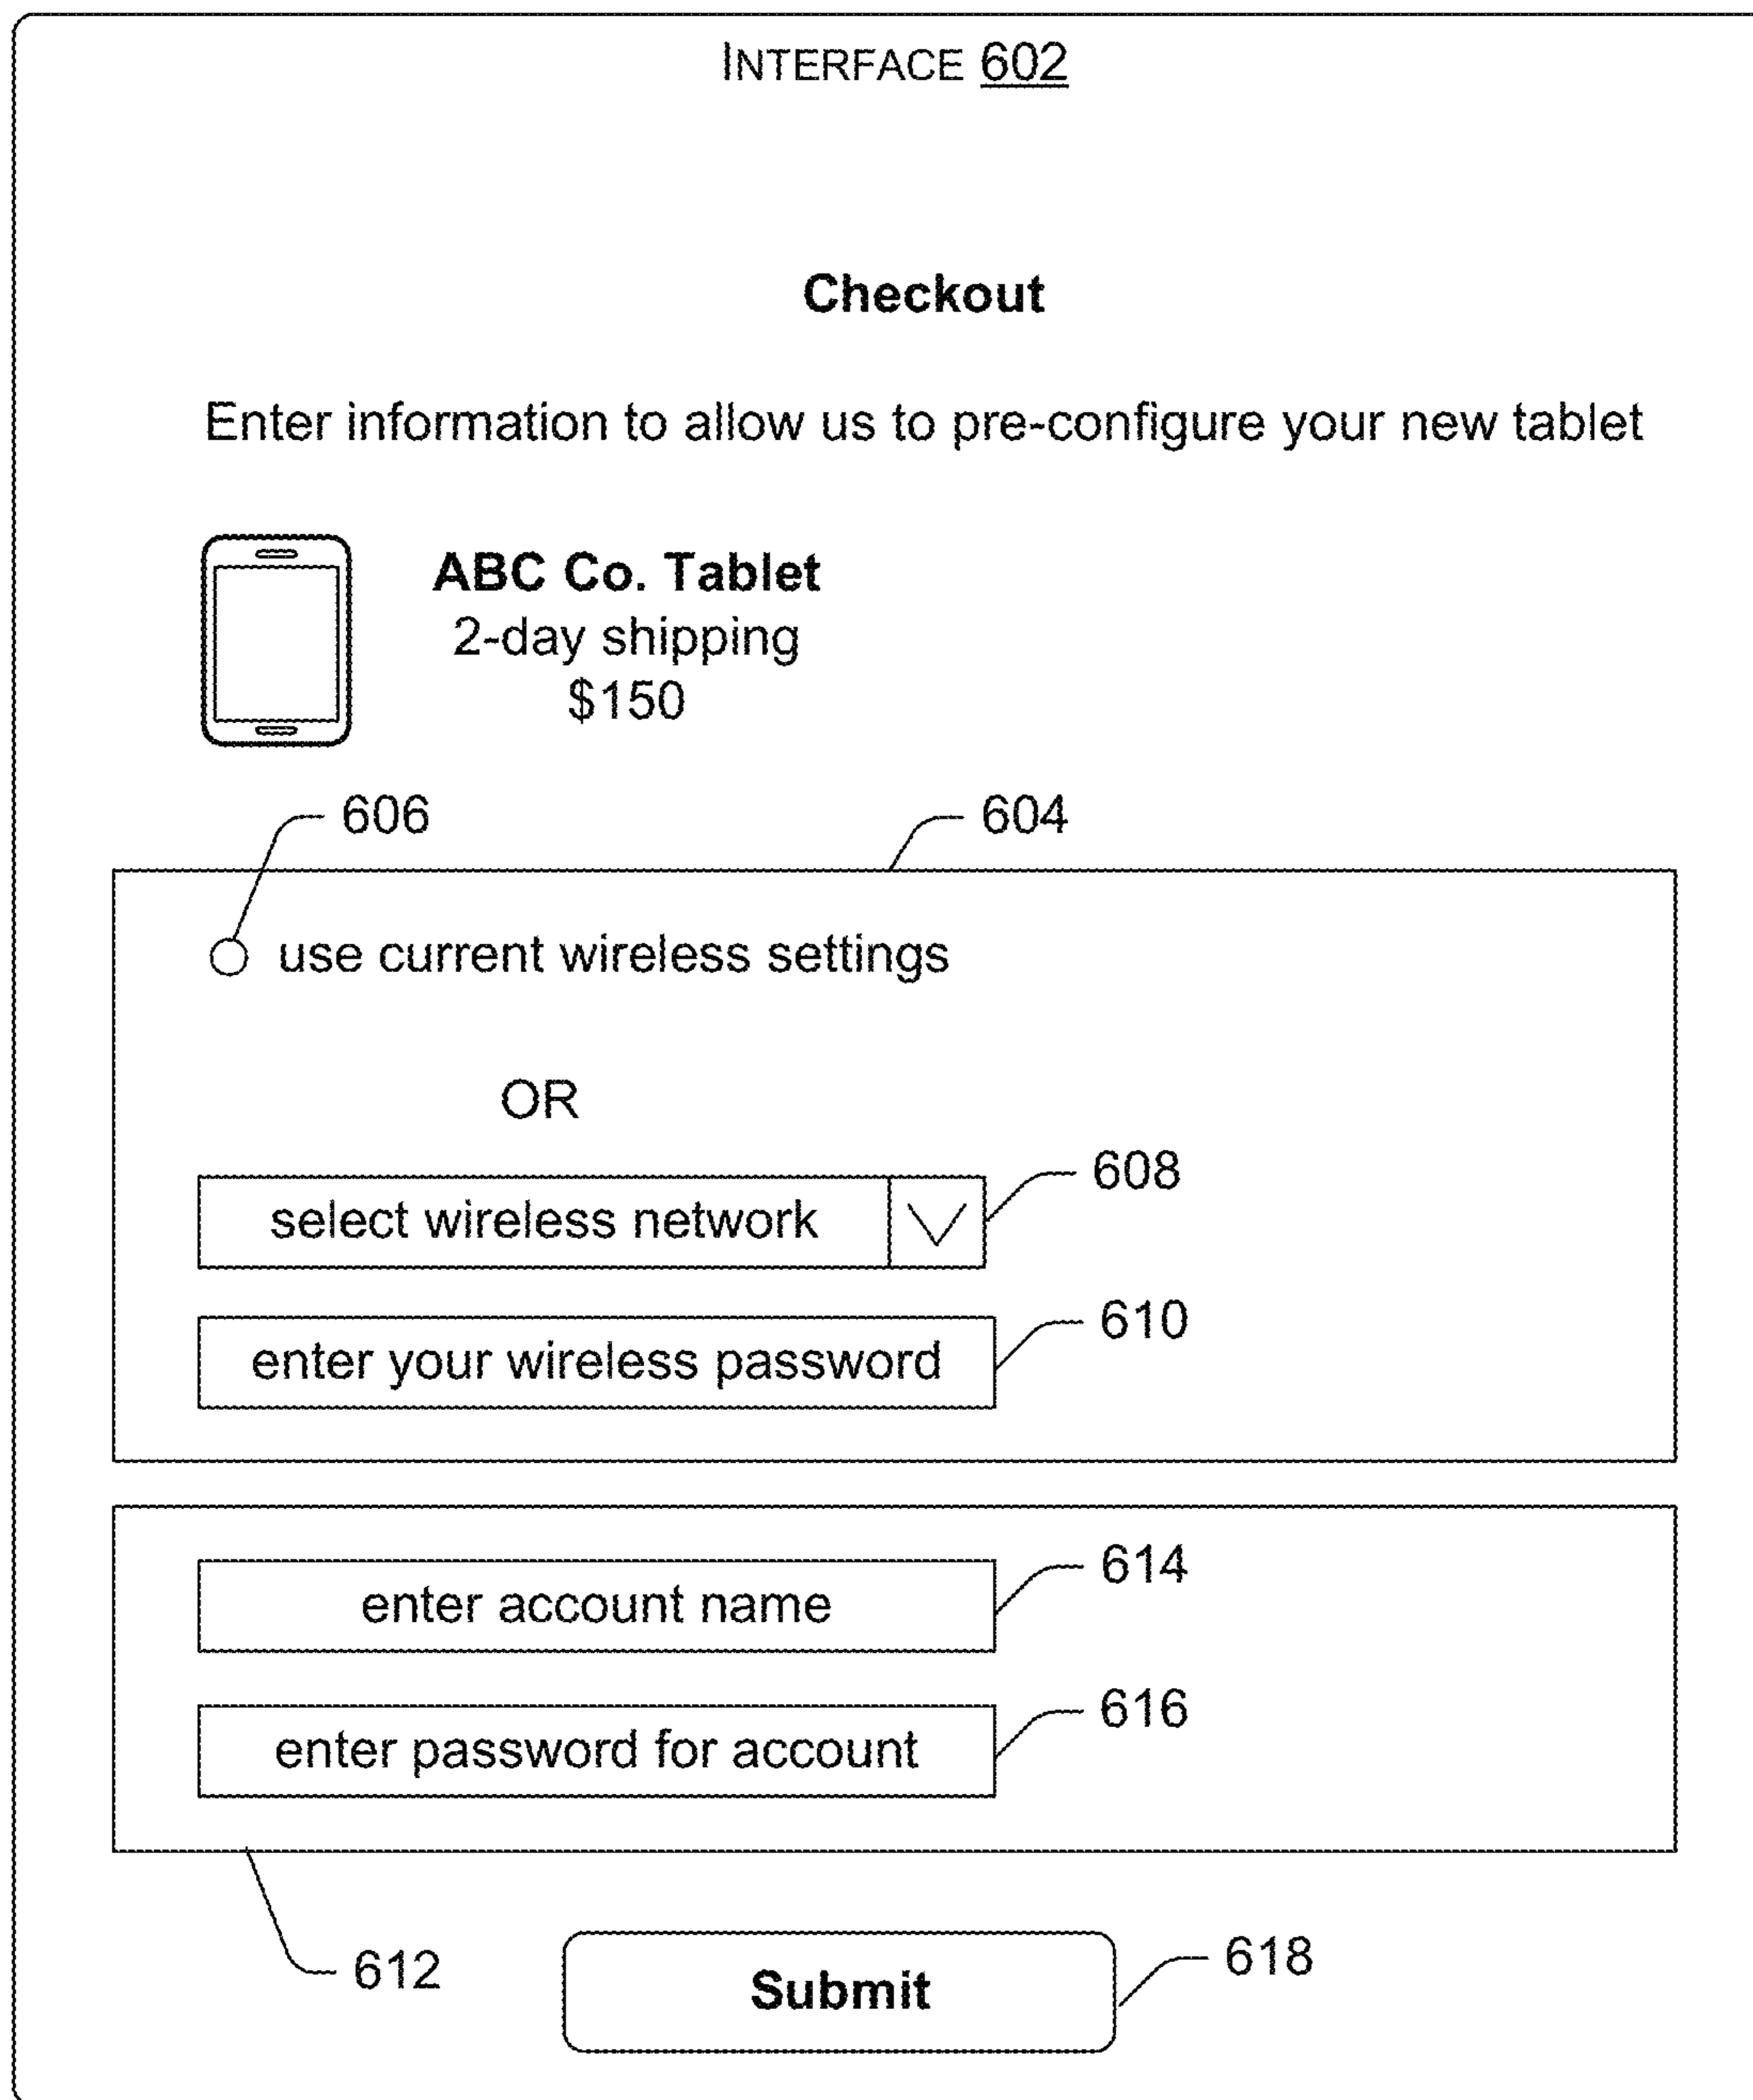 INTERFACE 602
Checkout
Enter information to allow us to pre-configure your new tablet
ABC Co. Tablet
2-day shipping
$150
606
604
use current wireless settings
OR
608
select wireless network
610
enter your wireless password
614
enter account name
616
enter password for account
612
618
Submit